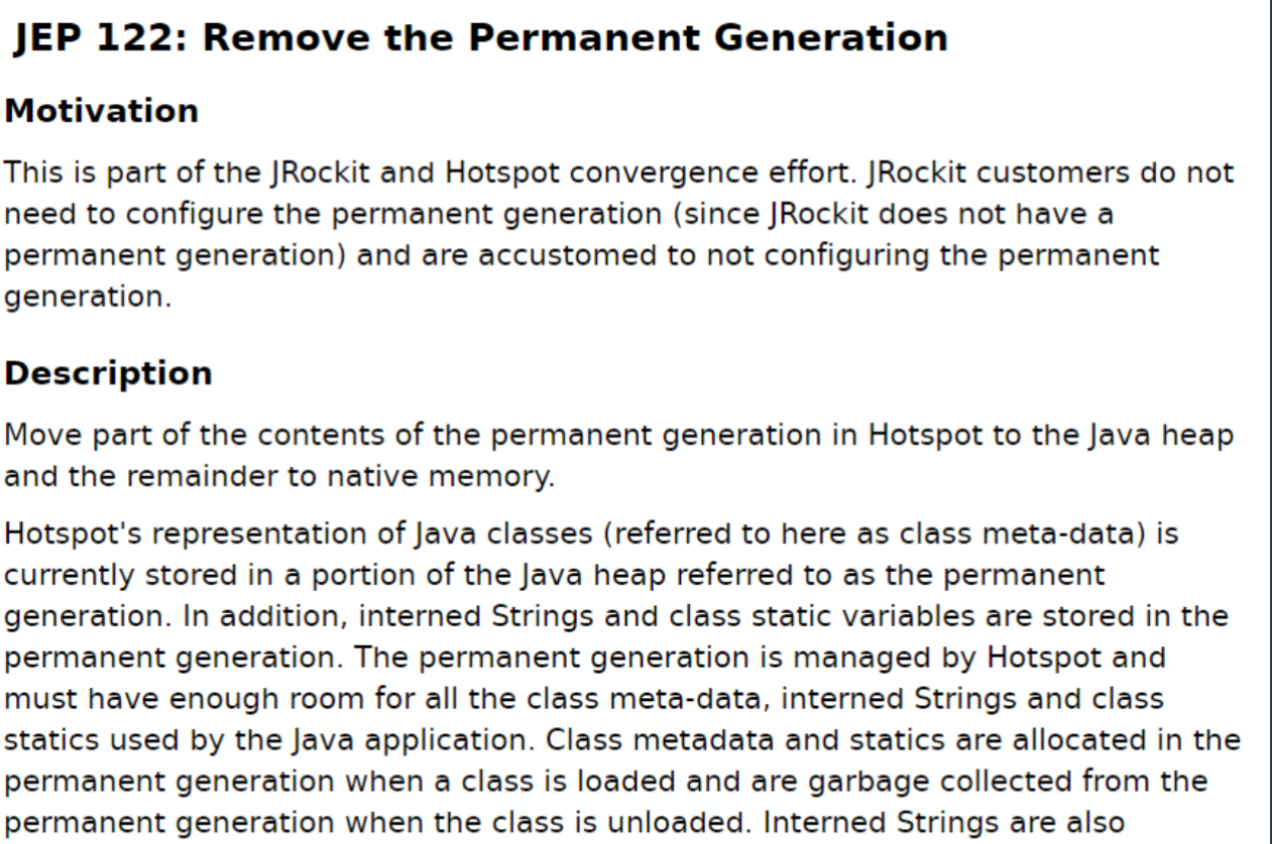 JEP 122: Remove the Permanent Generation
Motivation
This is part of the JRockit and Hotspot convergence effort. JRockit customers do not
need to configure the permanent generation (since JRockit does not have a
permanent generation) and are accustomed to not configuring the permanent
generation.
Description
Move part of the contents of the permanent generation in Hotspot to the Java heap
and the remainder to native memory.
Hotspot's representation of Java classes (referred to here as class meta-data) is
currently stored in a portion of the Java heap referred to as the permanent
generation. In addition, interned Strings and class static variables are stored in the
permanent generation. The permanent generation is managed by Hotspot and
must have enough room for all the class meta-data, interned Strings and class
statics used by the Java application. Class metadata and statics are allocated in the
permanent generation when a class is loaded and are garbage collected from the
permanent generation when the class is unloaded. Interned Strings are also